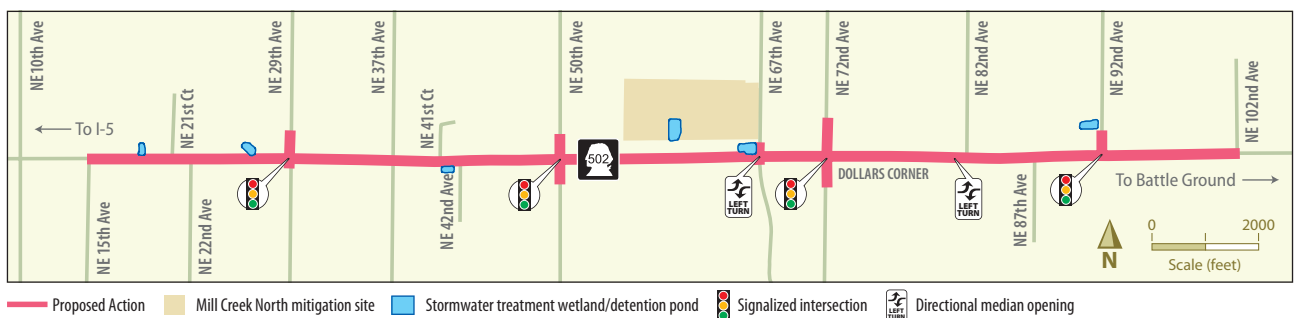 NE10th Ave
NE 29th Ave
NE 37th Ave
NE 50th Ave
NE 67th Ave
NE 72nd Ave
NE 82nd Ave
NE 92nd Ave
NE 102nd Ave
NE 21st Ct
NE 41st Ct
To I-5
502
DOLLARS CORNER
To Battle Ground
LEFT
TURN
LEFT
TURN
NE 15th Ave
NE 22nd Ave
NE 42nd Ave
NE 87th Ave
N
0 2000
Scale (feet)
Proposed Action
Mill Creek North mitigation site
Stormwater treatment wetland/detention pond
Signalized intersection
LEFT
TURN
Directional median opening